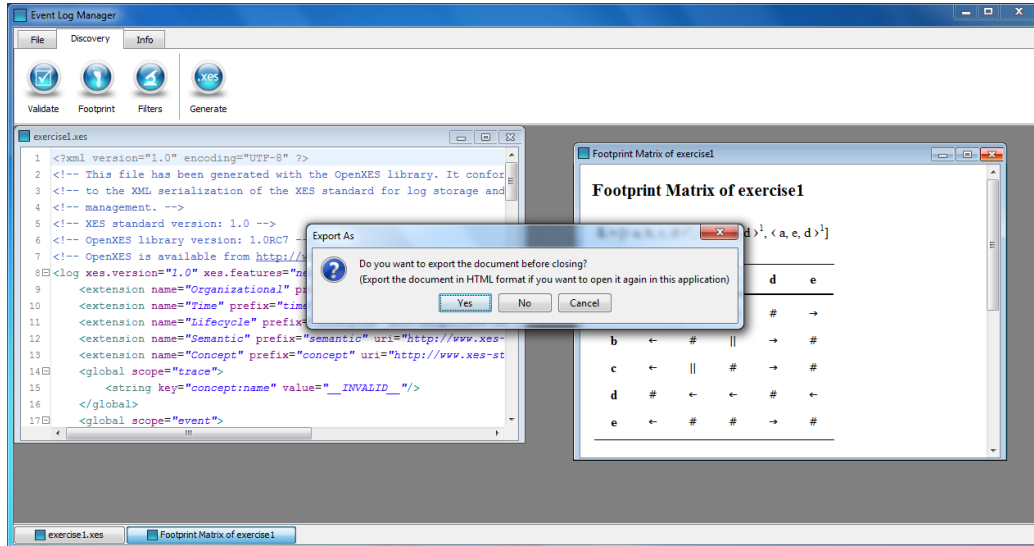 Event Log Manager
File Discovery Info
Validate Footprint Filters Generate
exercise1.xes
1 <?xml version="1.0" encoding="UTF-8" ?>
2 <!-- This file has been generated with the OpenXES library. It confor
3 <!-- to the XML serialization of the XES standard for log storage and
4 <!-- management. -->
5 <!-- XES standard version: 1.0 -->
6 <!-- OpenXES library version: 1.0RC7 --
7 <!-- OpenXES is available from http://
8 <log xes.version="1.0" xes.features="ne
9 <extension name="Organizational" pr
10 <extension name="Time" prefix="time
11 <extension name="Lifecycle" prefix=
12 <extension name="Semantic" prefix="semantic" uri="http://www.xes-
13 <extension name="Concept" prefix="concept" uri="http://www.xes-st
14 <global scope="trace">
15 <string key="concept:name" value="__INVALID__"/>
16 </global>
17 <global scope="event">
Export As
Do you want to export the document before closing?
(Export the document in HTML format if you want to open it again in this application)
Yes No Cancel
Footprint Matrix of exercise1
Footprint Matrix of exercise1
d ›¹, ‹ a, e, d ›¹]
d e
# →
b ← # || → #
c ← || # → #
d # ← ← # ←
e ← # # → #
exercise1.xes Footprint Matrix of exercise1